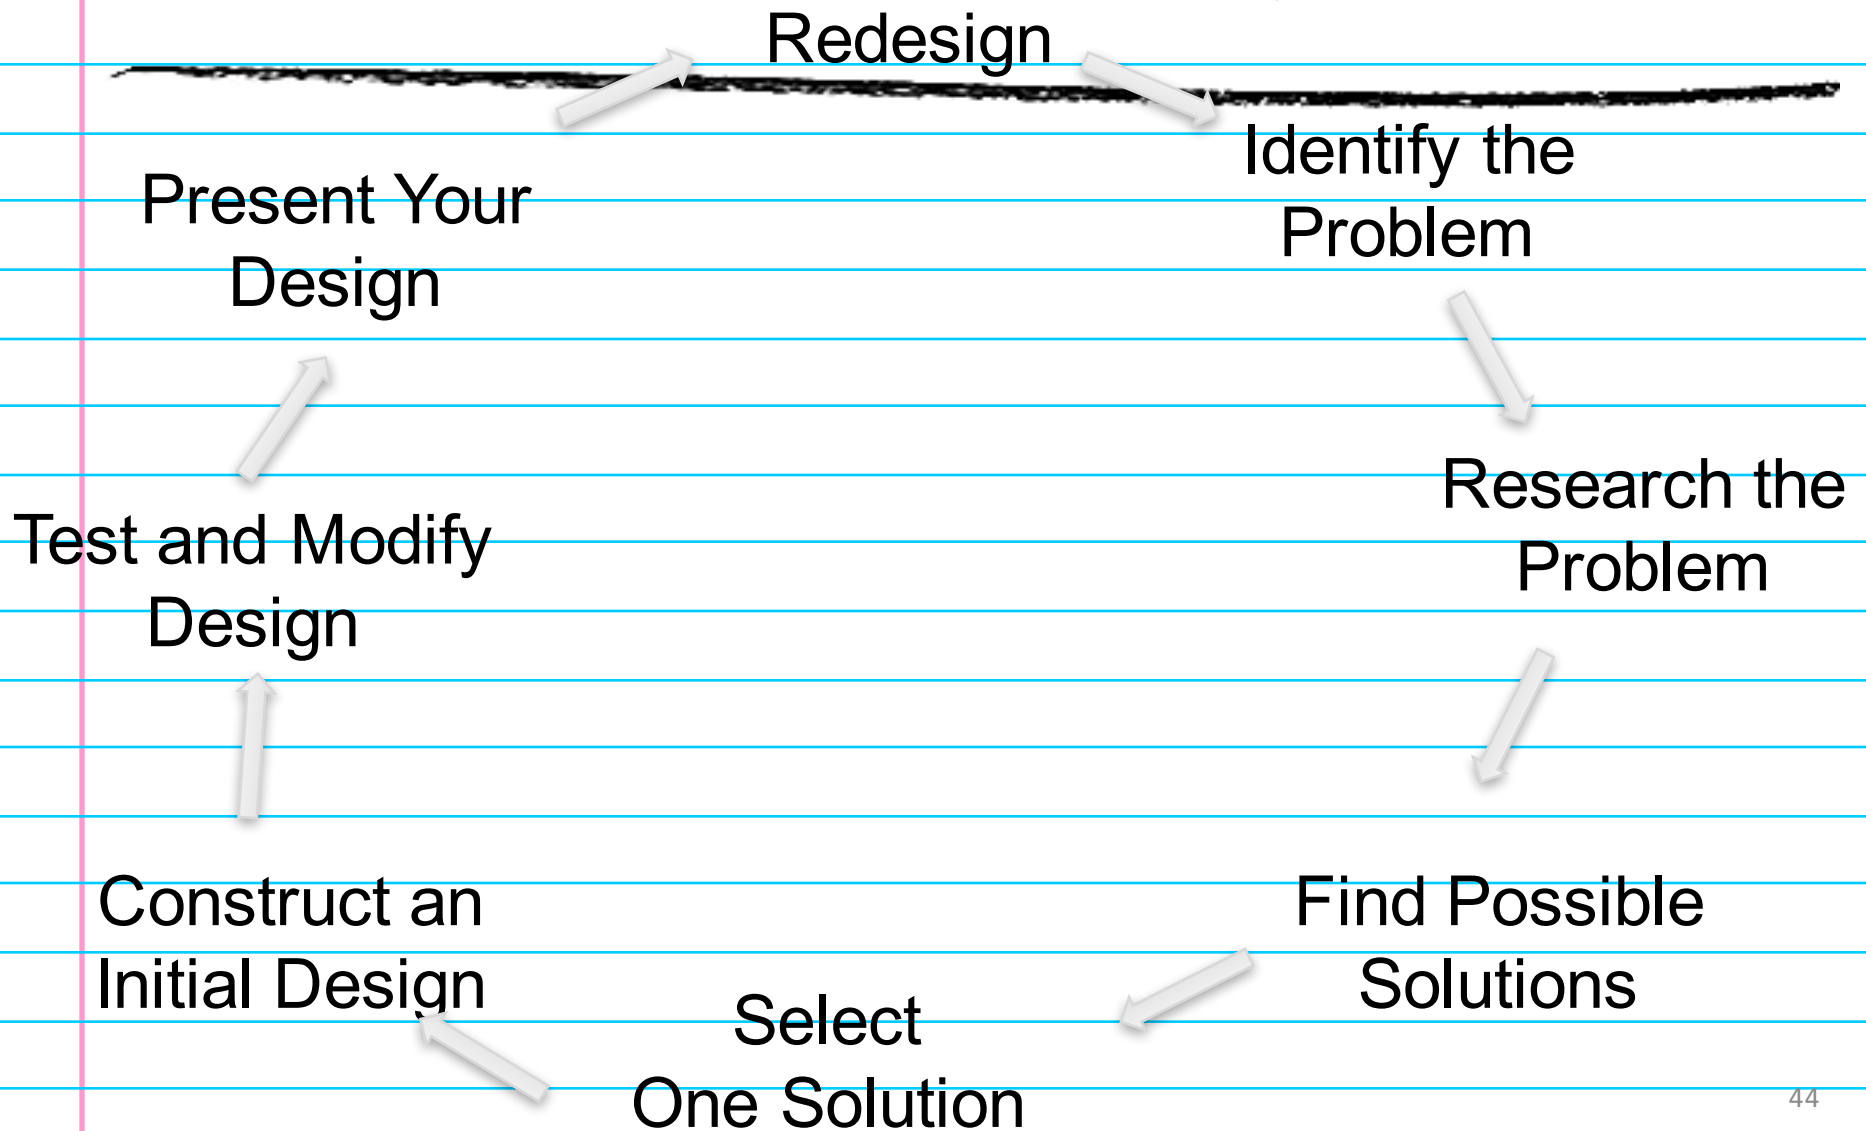 Redesign
Identify the
Problem
Research the
Problem
Find Possible
Solutions
Select
One Solution
Construct an
Initial Design
Test and Modify
Design
Present Your
Design
44